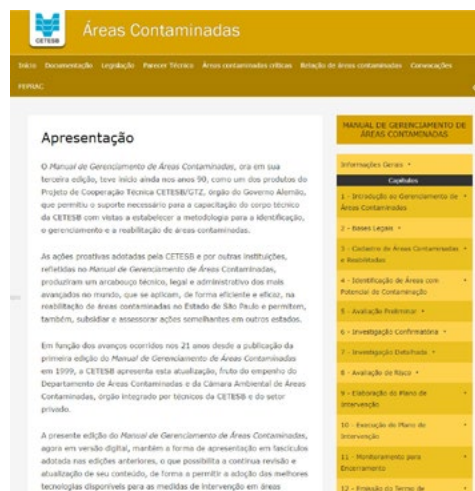 CETESB
Áreas Contaminadas
Início Documentação Legislação Parecer Técnico Áreas contaminadas críticas Relação de áreas contaminadas Convocações
FEPRAC
Apresentação
O Manual de Gerenciamento de Áreas Contaminadas, ora em sua
terceira edição, teve início ainda nos anos 90, como um dos produtos do
Projeto de Cooperação Técnica CETESB/GTZ, órgão do Governo Alemão,
que permitiu o suporte necessário para a capacitação do corpo técnico
da CETESB com vistas a estabelecer a metodologia para a identificação,
o gerenciamento e a reabilitação de áreas contaminadas.
As ações proativas adotadas pela CETESB e por outras instituições,
refletidas no Manual de Gerenciamento de Áreas Contaminadas,
produziram um arcabouço técnico, legal e administrativo dos mais
avançados no mundo, que se aplicam, de forma eficiente e eficaz, na
reabilitação de áreas contaminadas no Estado de São Paulo e permitem,
também, subsidiar e assessorar ações semelhantes em outros estados.
Em função dos avanços ocorridos nos 21 anos desde a publicação da
primeira edição do Manual de Gerenciamento de Áreas Contaminadas
em 1999, a CETESB apresenta esta atualização, fruto do empenho do
Departamento de Áreas Contaminadas e da Câmara Ambiental de Áreas
Contaminadas, órgão integrado por técnicos da CETESB e do setor
privado.
A presente edição do Manual de Gerenciamento de Áreas Contaminadas,
agora em versão digital, mantém a forma de apresentação em fascículos
adotada nas edições anteriores, o que possibilita a contínua revisão e
atualização de seu conteúdo, de forma a permitir a adoção das melhores
tecnologias disponíveis para as medidas de intervenção em áreas
MANUAL DE GERENCIAMENTO DE
ÁREAS CONTAMINADAS
Informações Gerais
Capítulos
1 - Introdução ao Gerenciamento de
Áreas Contaminadas
2 - Bases Legais
3 - Cadastro de Áreas Contaminadas
e Reabilitadas
4 - Identificação de Áreas com
Potencial de Contaminação
5 - Avaliação Preliminar
6 - Investigação Confirmatória
7 - Investigação Detalhada
8 - Avaliação de Risco
9 - Elaboração do Plano de
Intervenção
10 - Execução do Plano de
Intervenção
11 - Monitoramento para
Encerramento
12 - Emissão do Termo de